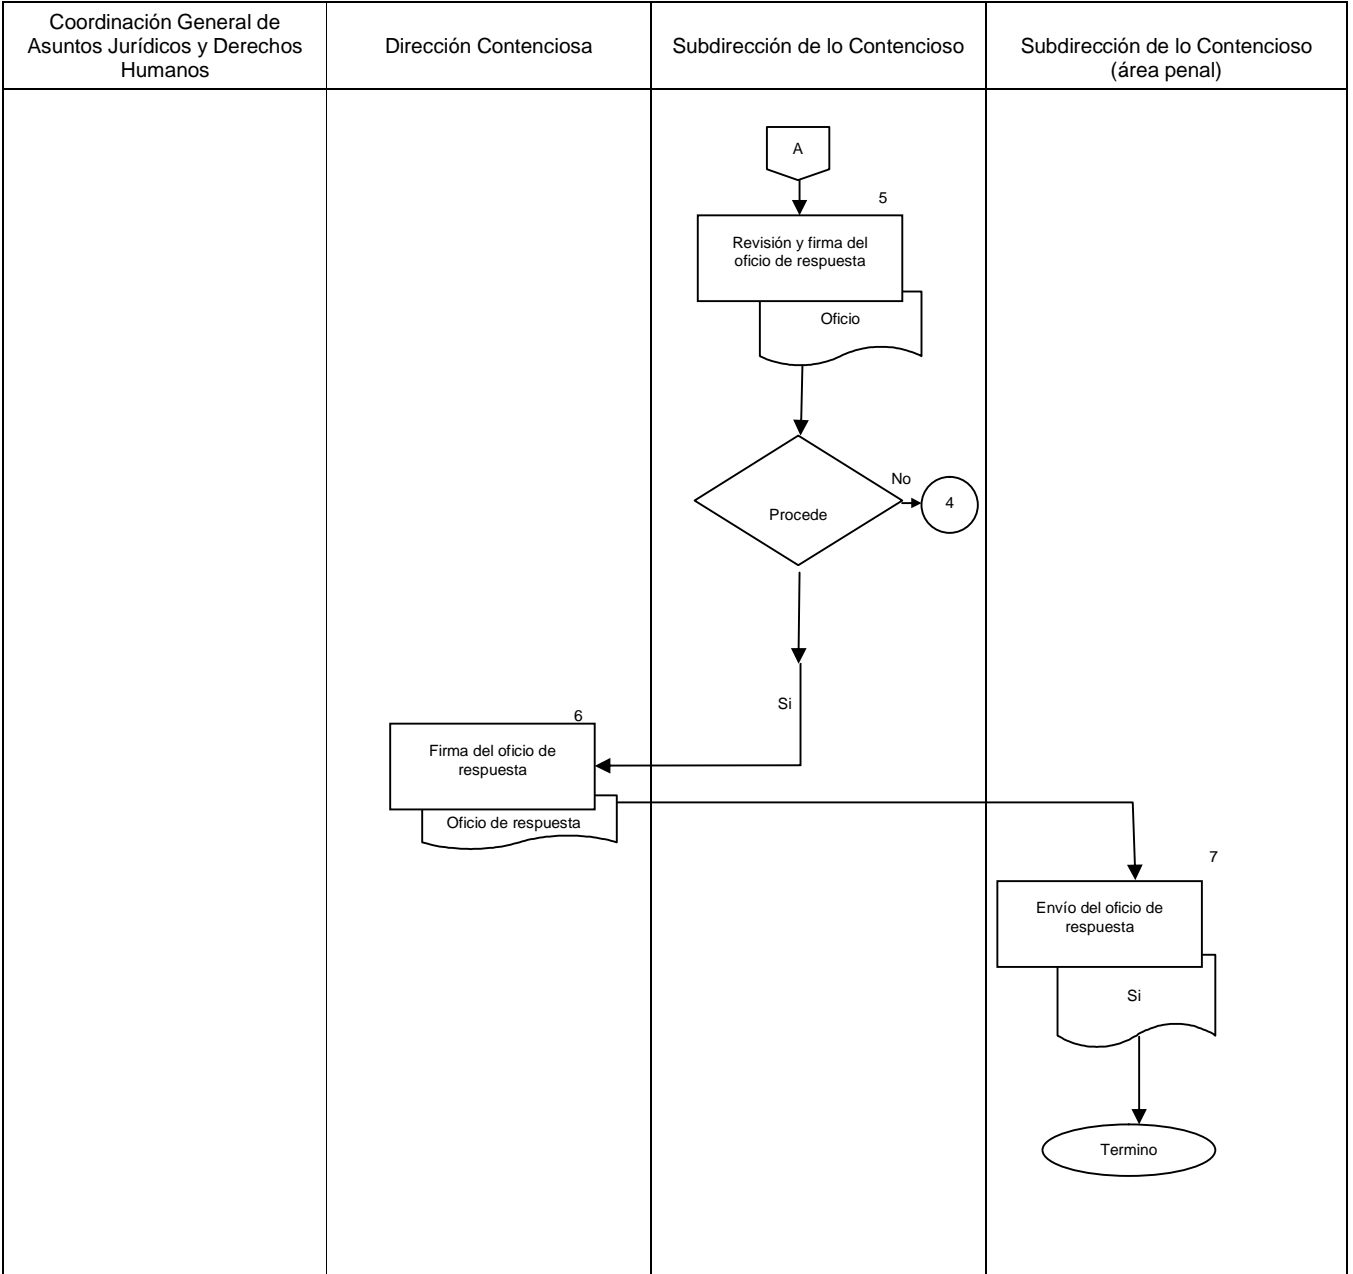 Coordinación General de
Asuntos Jurídicos y Derechos
Humanos
Dirección Contenciosa
Subdirección de lo Contencioso
Subdirección de lo Contencioso
(área penal)
A
5
Revisión y firma del
oficio de respuesta
Oficio
No
4
Procede
Si
6
Firma del oficio de
respuesta
Oficio de respuesta
7
Envío del oficio de
respuesta
Si
Termino